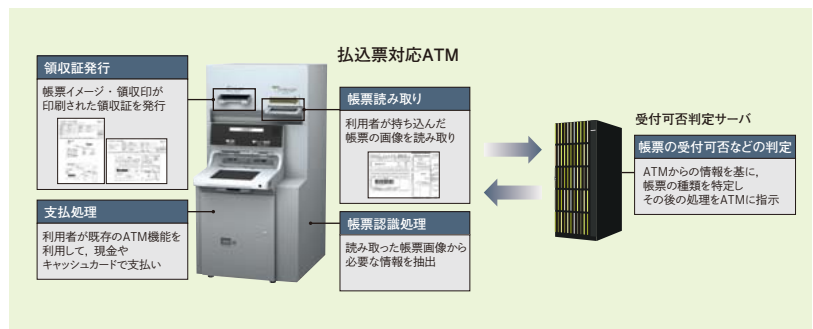 払込票対応ATM
領収証発行
帳票イメージ・領収印が
印刷された領収証を発行
帳票読み取り
利用者が持ち込んだ
帳票の画像を読み取り
支払処理
利用者が既存のATM機能を
利用して，現金や
キャッシュカードで支払い
帳票認識処理
読み取った帳票画像から
必要な情報を抽出
受付可否判定サーバ
帳票の受付可否などの判定
ATMからの情報を基に，
帳票の種類を特定し
その後の処理をATMに指示